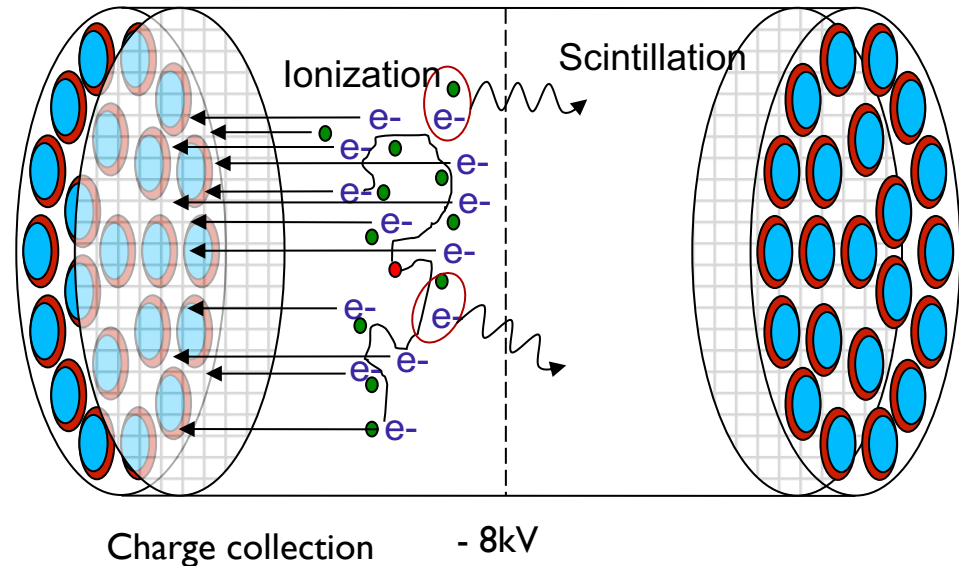 Scintillation
Ionization
e- e-
e-
e-
e-
e-
e-
e-
e-
e-
e-
e-
e-
Charge collection - 8kV